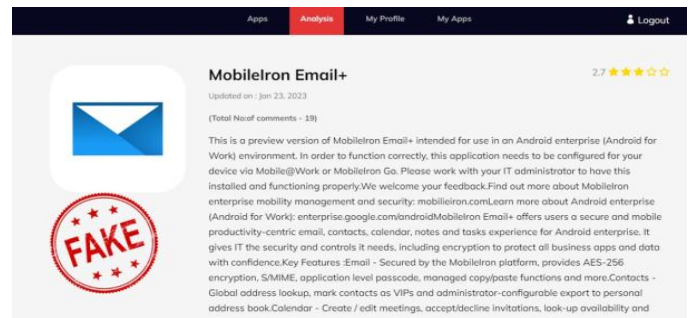 Apps Analysis My Profile My Apps Logout
MobileIron Email+
2.7
Updated on : Jan 23, 2023
(Total No:of comments - 19)
This is a preview version of MobileIron Email+ intended for use in an Android enterprise (Android for
Work) environment. In order to function correctly, this application needs to be configured for your
device via Mobile@Work or MobileIron Go. Please work with your IT administrator to have this
installed and functioning properly.We welcome your feedback.Find out more about MobileIron
enterprise mobility management and security: mobilieiron.comLearn more about Android enterprise
(Android for Work): enterprise.google.com/androidMobileIron Email+ offers users a secure and mobile
productivity-centric email, contacts, calendar, notes and tasks experience for Android enterprise. It
gives IT the security and controls it needs, including encryption to protect all business apps and data
with confidence.Key Features :Email - Secured by the MobileIron platform, provides AES-256
encryption, S/MIME, application level passcode, managed copy/paste functions and more.Contacts -
Global address lookup, mark contacts as VIPs and administrator-configurable export to personal
address book.Calendar - Create / edit meetings, accept/decline invitations, look-up availability and
FAKE